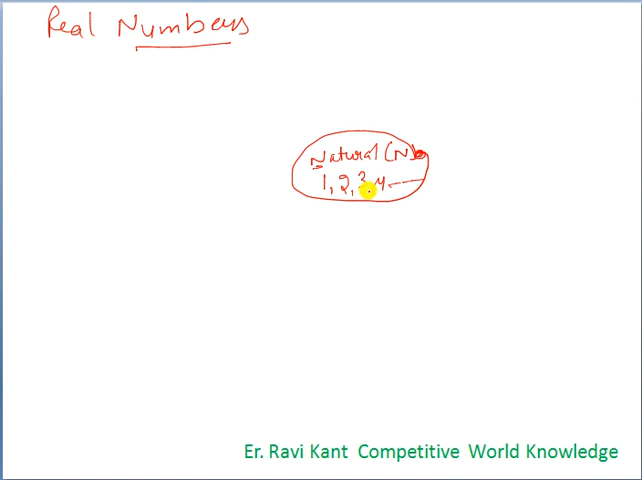 Real Numbers
Natural (N)
1, 2, 3, 4
Er. Ravi Kant Competitive World Knowledge